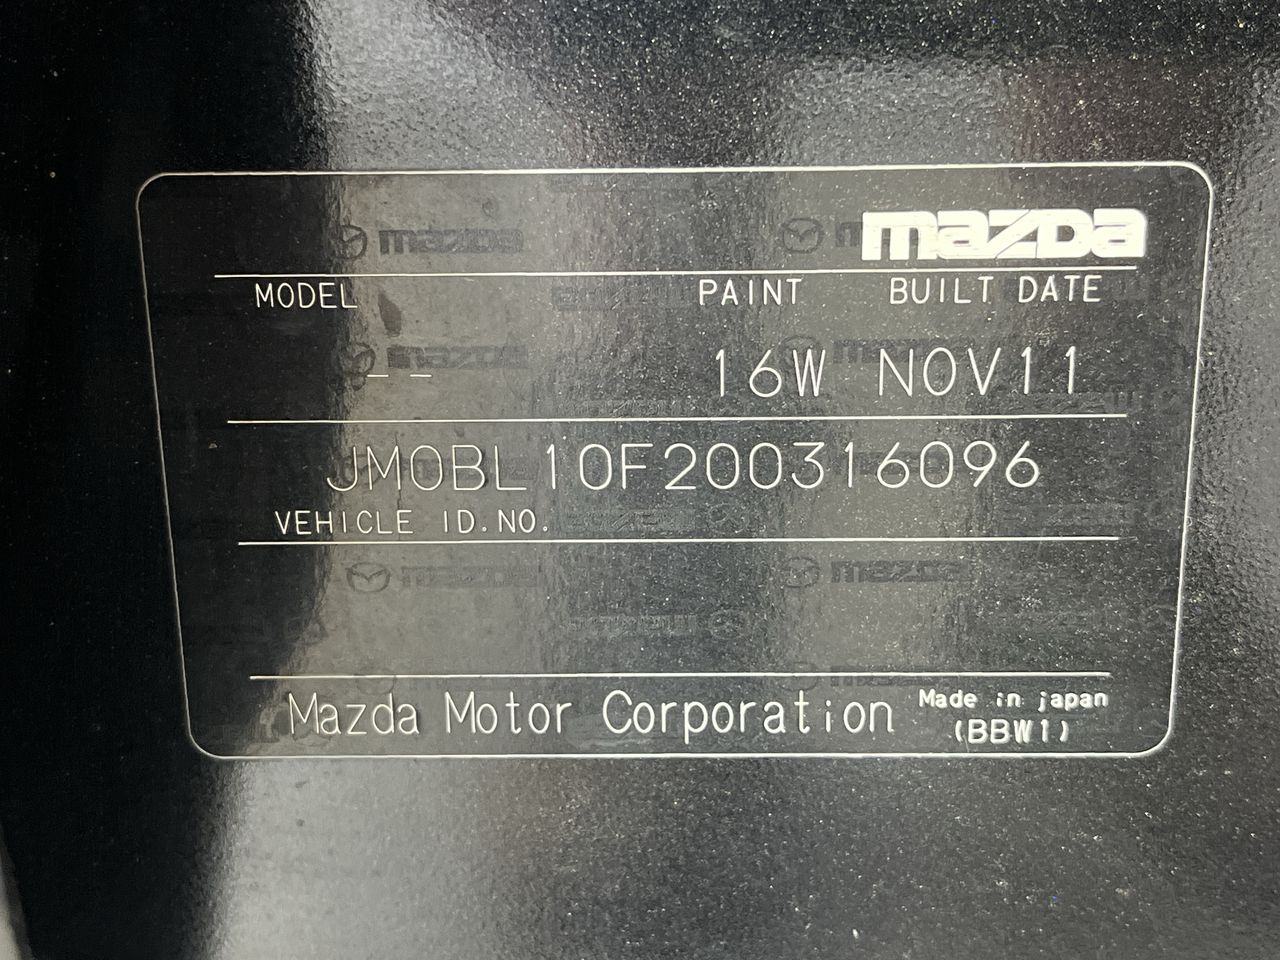 mazda
MODEL PAINT BUILT DATE
-- 16W NOV11
JM0BL10F200316096
VEHICLE ID.NO.
Mazda Motor Corporation Made in japan
(BBW1)